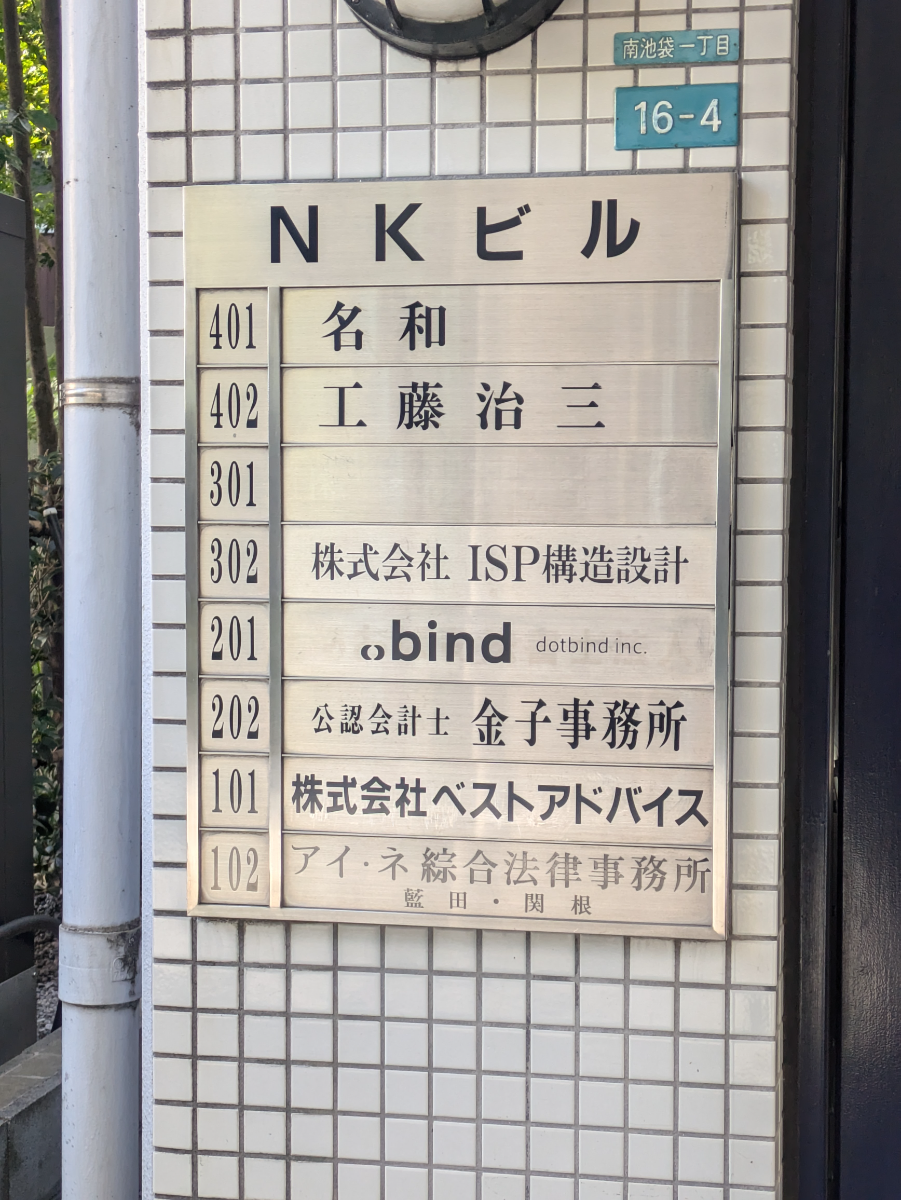 南池袋一丁目
16-4
NKビル
401 名和
402 工藤治三
301
302 株式会社 ISP構造設計
201 bind dotbind inc.
202 公認会計士 金子事務所
101 株式会社ベストアドバイス
102 アイ・ネ綜合法律事務所
藍田・関根